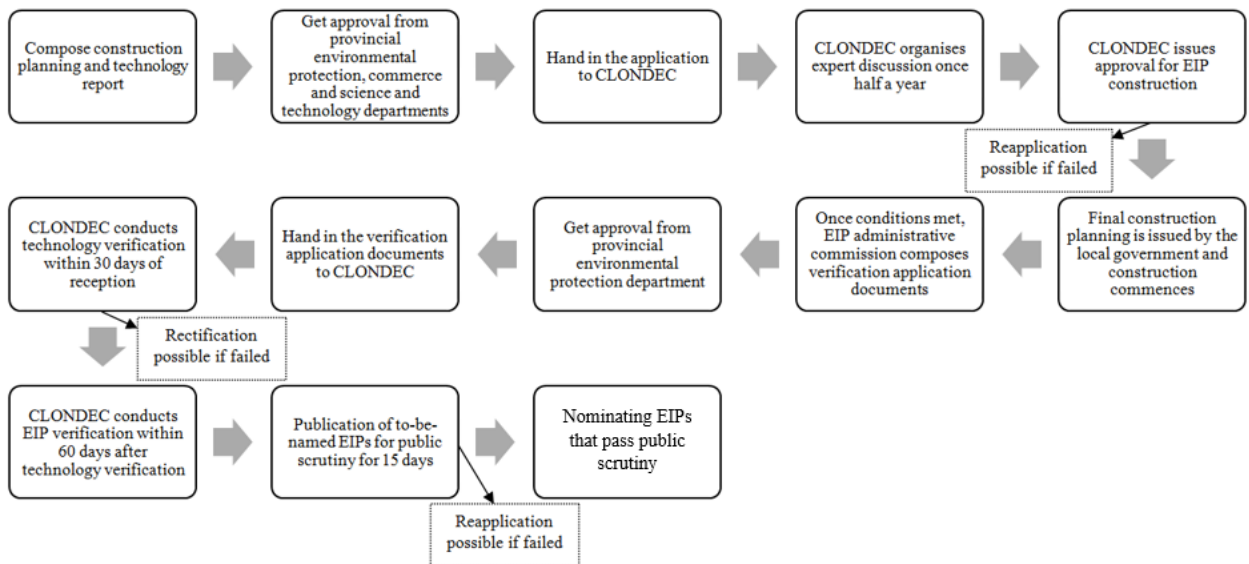 Compose construction
planning and technology
report
Get approval from
provincial
environmental
protection, commerce
and science and
technology departments
Hand in the application
to CLONDEC
CLONDEC organises
expert discussion once
half a year
CLONDEC issues
approval for EIP
construction
Reapplication
possible if failed
Final construction
planning is issued by the
local government and
construction
commences
Once conditions met,
EIP administrative
commission composes
verification application
documents
Get approval from
provincial
environmental
protection department
Hand in the verification
application documents
to CLONDEC
CLONDEC conducts
technology verification
within 30 days of
reception
Rectification
possible if failed
CLONDEC conducts
EIP verification within
60 days after
technology verification
Publication of to-be-
named EIPs for public
scrutiny for 15 days
Reapplication
possible if failed
Nominating EIPs
that pass public
scrutiny